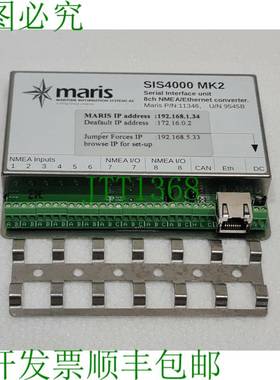 图必究
maris
MARITIME INFORMATION SYSTEMS AS
SIS4000 MK2
Serial Interface unit
8ch NMEA/Ethernet converter.
Maris P/N:11346, U/N 9545B
MARIS IP address :192.168.1.34
Deafault IP address : 172.16.0.2
Jumper Forces IP : 192.168.5.33
browse IP for set-up
NMEA Inputs NMEA I/O NMEA I/O
1 2 3 4 5 6 7 7 8 8 CAN Eth DC
JTT1368
开发票顺丰包邮